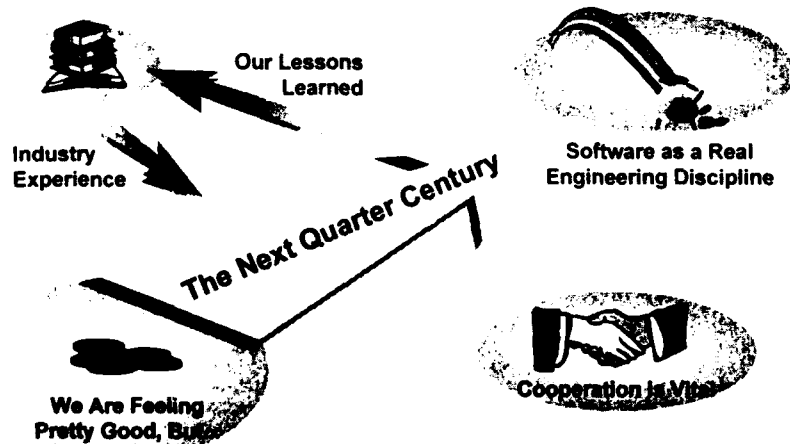 Our Lessons
Learned
Industry
Experience
Software as a Real
Engineering Discipline
The Next Quarter Century
We Are Feeling
Pretty Good, But
Cooperation is Vital